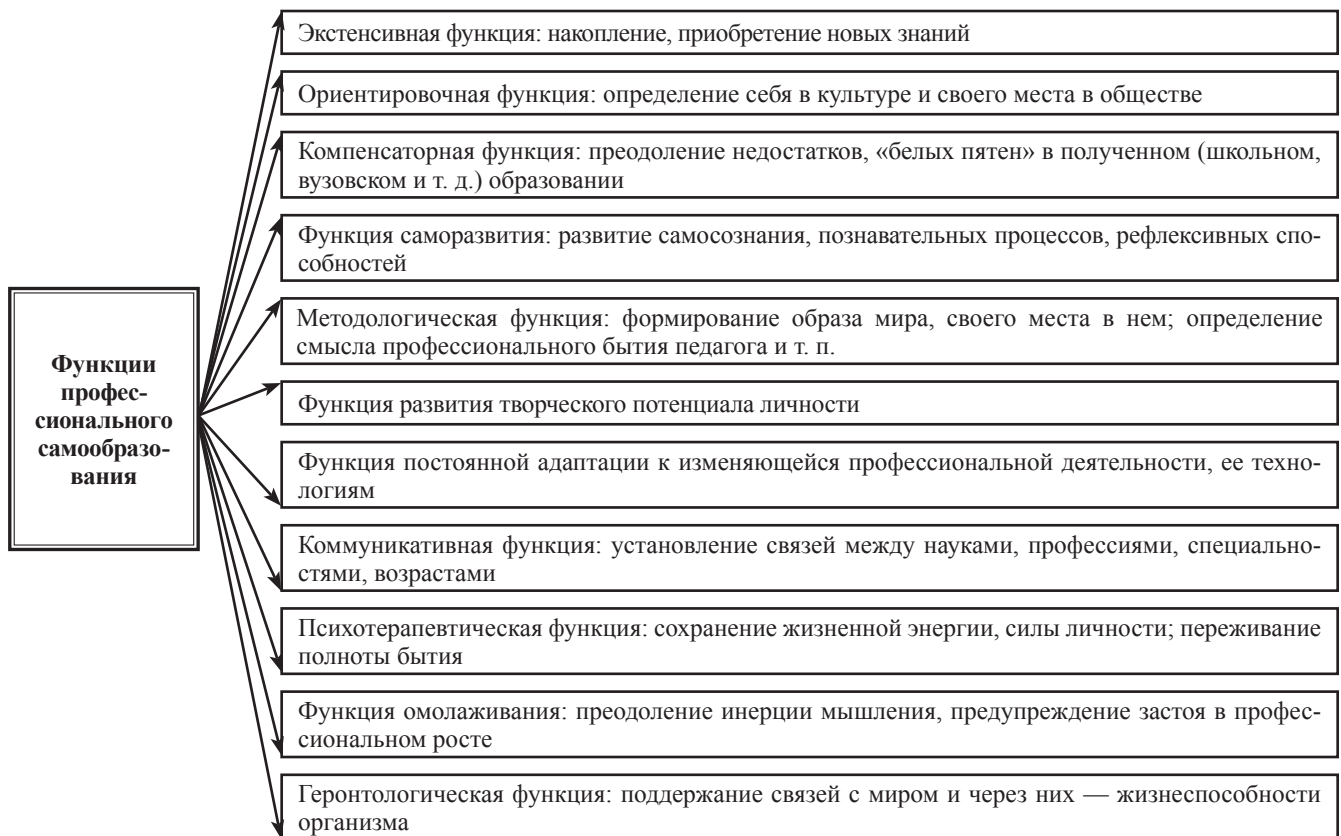 Экстенсивная функция: накопление, приобретение новых знаний
Ориентировочная функция: определение себя в культуре и своего места в обществе
Компенсаторная функция: преодоление недостатков, «белых пятен» в полученном (школьном,
вузовском и т. д.) образовании
Функция саморазвития: развитие самосознания, познавательных процессов, рефлексивных спо-
собностей
Методологическая функция: формирование образа мира, своего места в нем; определение
смысла профессионального бытия педагога и т. п.
Функции
профес-
сионального
самообразо-
вания
Функция развития творческого потенциала личности
Функция постоянной адаптации к изменяющейся профессиональной деятельности, ее техно-
логиям
Коммуникативная функция: установление связей между науками, профессиями, специально-
стями, возрастами
Психотерапевтическая функция: сохранение жизненной энергии, силы личности; переживание
полноты бытия
Функция омолаживания: преодоление инерции мышления, предупреждение застоя в профес-
сиональном росте
Геронтологическая функция: поддержание связей с миром и через них — жизнеспособности
организма